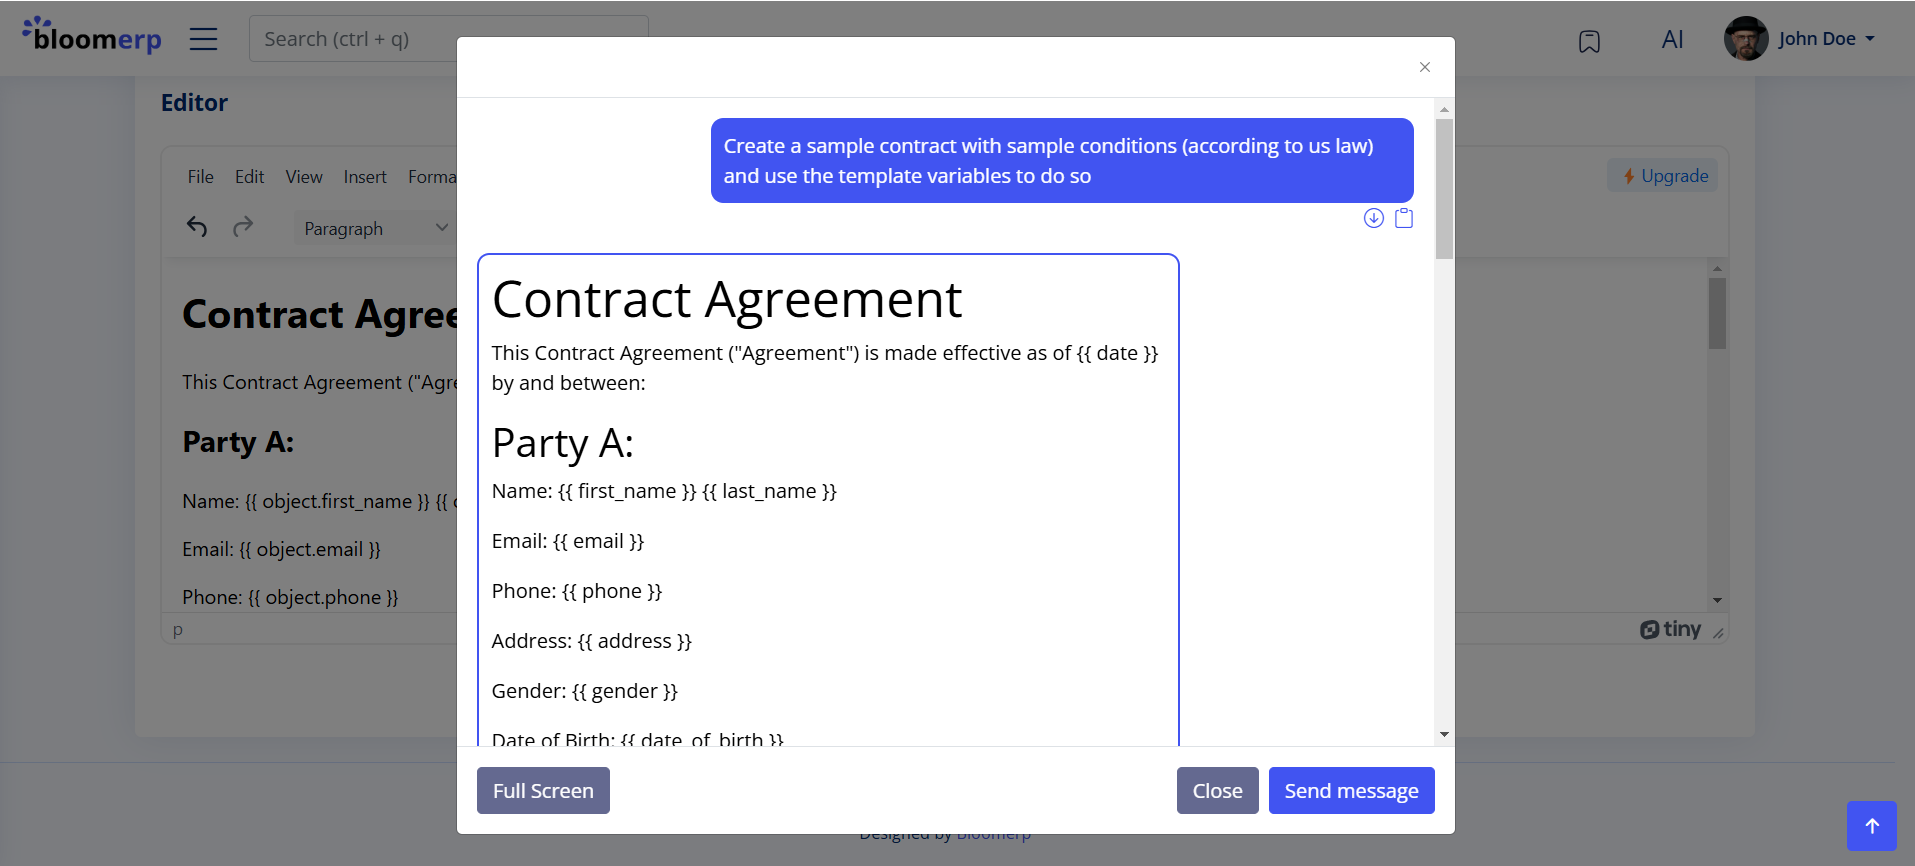 bloomerp
Search (ctrl + q)
AI
John Doe
Editor
File Edit View Insert Forma
Upgrade
Paragraph
Contract Agree
This Contract Agreement ("Agre
Party A:
Name: {{ object.first_name }} {{
Email: {{ object.email }}
Phone: {{ object.phone }}
p
tiny
×
Create a sample contract with sample conditions (according to us law)
and use the template variables to do so
Contract Agreement
This Contract Agreement ("Agreement") is made effective as of {{ date }}
by and between:
Party A:
Name: {{ first_name }} {{ last_name }}
Email: {{ email }}
Phone: {{ phone }}
Address: {{ address }}
Gender: {{ gender }}
Date of Birth: {{ date_of_birth }}
Full Screen
Close
Send message
Designed by Bloomerp